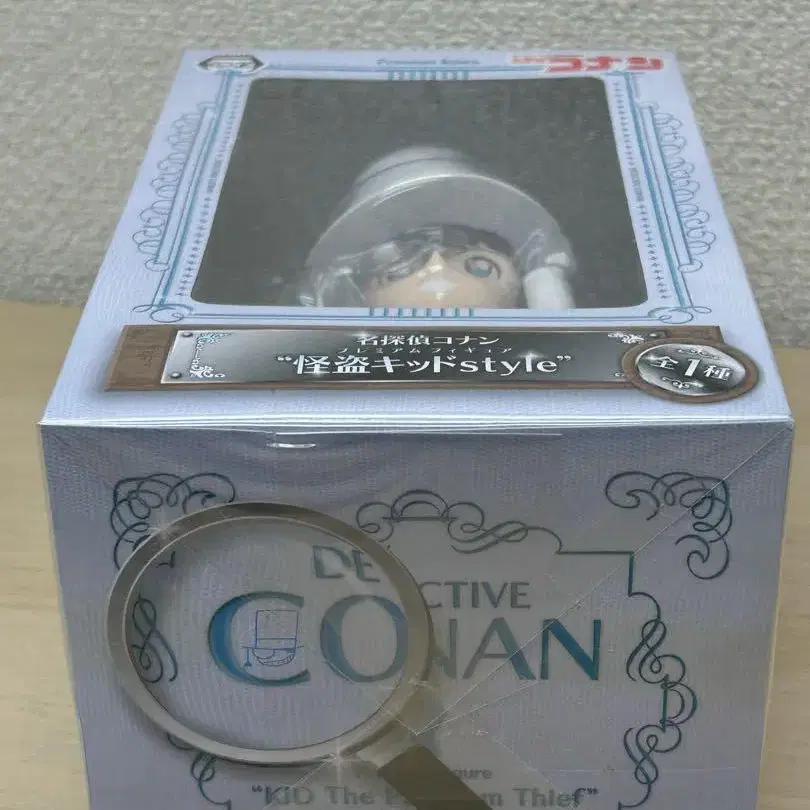 Premium figure
コナン
名探偵コナン
プレミアムフィギュア
“怪盗キッドstyle”
全1種
DE CTIVE
CONAN
gure
“KID The m Thief”